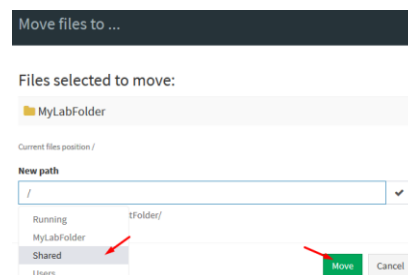 Move files to ...
Files selected to move:
MyLabFolder
Current files position /
New path
/
Running
tFolder/
MyLabFolder
Shared
Users
Move Cancel